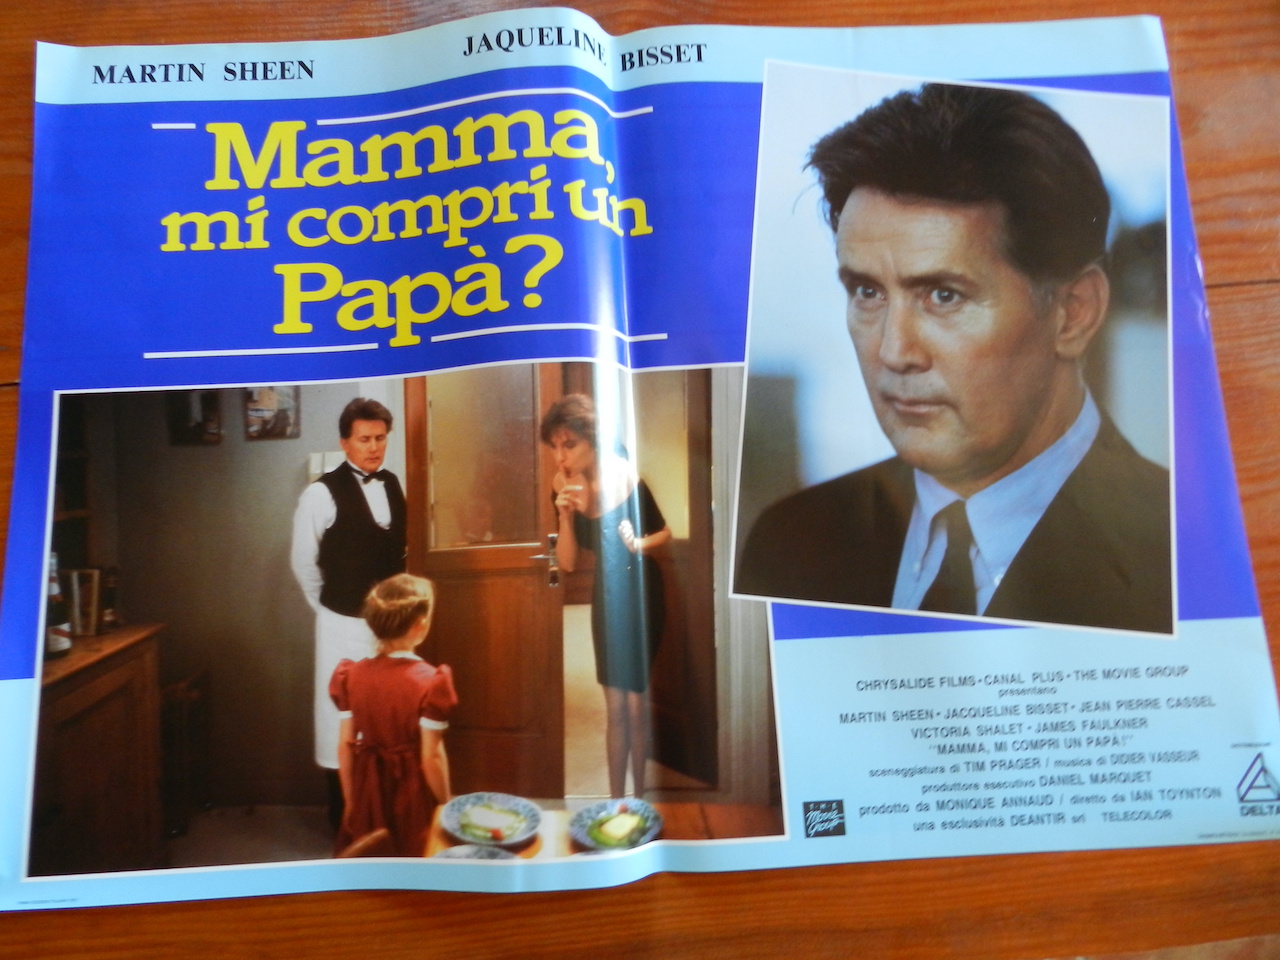 MARTIN SHEEN
JAQUELINE BISSET
Mamma,
mi compri un
Papà?
CHRYSALIDE FILMS • CANAL PLUS • THE MOVIE GROUP
presentano
MARTIN SHEEN • JACQUELINE BISSET • JEAN PIERRE CASSEL
VICTORIA SHALET • JAMES FAULKNER
"MAMMA, MI COMPRI UN PAPÀ?"
sceneggiatura di TIM PRAGER / musica di DIDIER VASSEUR
produttore esecutivo DANIEL MARQUET
prodotto da MONIQUE ANNAUD / diretto da IAN TOYNTON
una esclusività DEANTIR srl TELECOLOR
THE
Movie
Group
DELTA